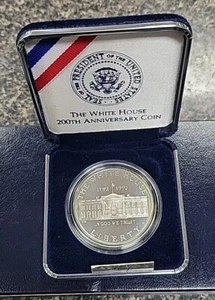 SEAL OF THE PRESIDENT OF THE UNITED STATES
THE WHITE HOUSE
200TH ANNIVERSARY COIN
THE WHITE HOUSE
1792 1992
IN GOD WE TRUST
LIBERTY